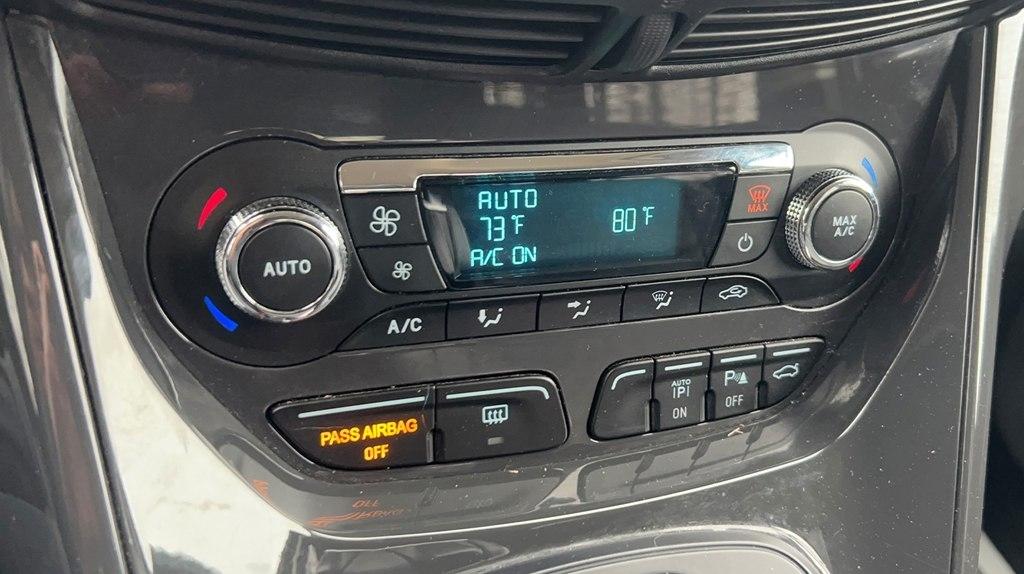 AUTO
73°F
80°F
A/C ON
MAX
AUTO
MAX
A/C
A/C
AUTO
P
ON
P
OFF
PASS AIRBAG
OFF